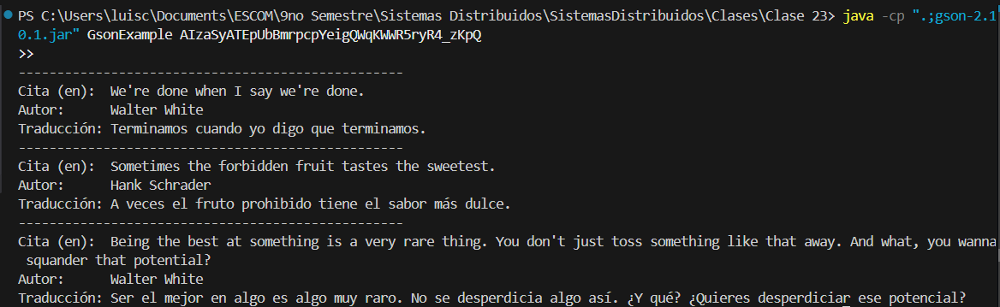 PS C:\Users\luisc\Documents\ESCOM\9no Semestre\Sistemas Distribuidos\SistemasDistribuidos\Clases\Clase 23> java -cp ".;gson-2.1
0.1.jar" GsonExample AIzaSyATEpUbBmrpcpYeigQWqKWWR5ryR4_zKpQ
>>
--------------------------------------------------
Cita (en):  We're done when I say we're done.
Autor:      Walter White
Traducción: Terminamos cuando yo digo que terminamos.
--------------------------------------------------
Cita (en):  Sometimes the forbidden fruit tastes the sweetest.
Autor:      Hank Schrader
Traducción: A veces el fruto prohibido tiene el sabor más dulce.
--------------------------------------------------
Cita (en):  Being the best at something is a very rare thing. You don't just toss something like that away. And what, you wanna
 squander that potential?
Autor:      Walter White
Traducción: Ser el mejor en algo es algo muy raro. No se desperdicia algo así. ¿Y qué? ¿Quieres desperdiciar ese potencial?